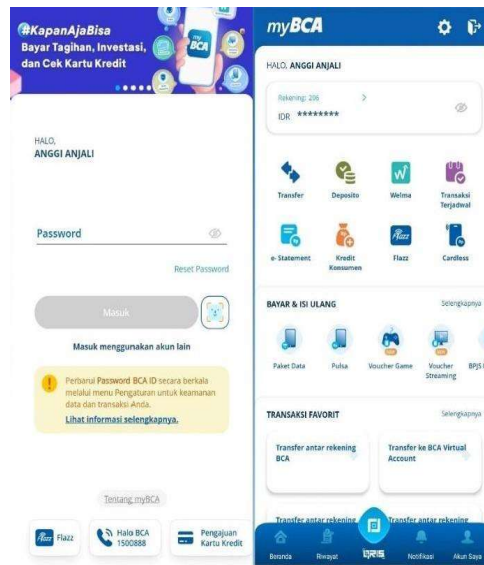 #KapanAjaBisa
Bayar Tagihan, Investasi,
dan Cek Kartu Kredit
my
BCA
HALO,
ANGGI ANJALI
Password
Reset Password
Masuk
Masuk menggunakan akun lain
Perbarui Password BCA ID secara berkala
melalui menu Pengaturan untuk keamanan
data dan transaksi Anda.
Lihat informasi selengkapnya.
Tentang myBCA
Flazz
Flazz
Halo BCA
1500888
Pengajuan
Kartu Kredit
myBCA
HALO, ANGGI ANJALI
Rekening: 206
IDR ********
Transfer
Deposito
Welma
Transaksi
Terjadwal
e- Statement
Kredit
Konsumen
Flazz
Flazz
Cardless
BAYAR & ISI ULANG
Selengkapnya
Paket Data
Pulsa
Voucher Game
Voucher
Streaming
BPJS
TRANSAKSI FAVORIT
Selengkapnya
Transfer antar rekening
BCA
Transfer ke BCA Virtual
Account
Transfer antar rekening
Transfer antar rekening
Beranda
Riwayat
QRIS
Notifikasi
Akun Saya